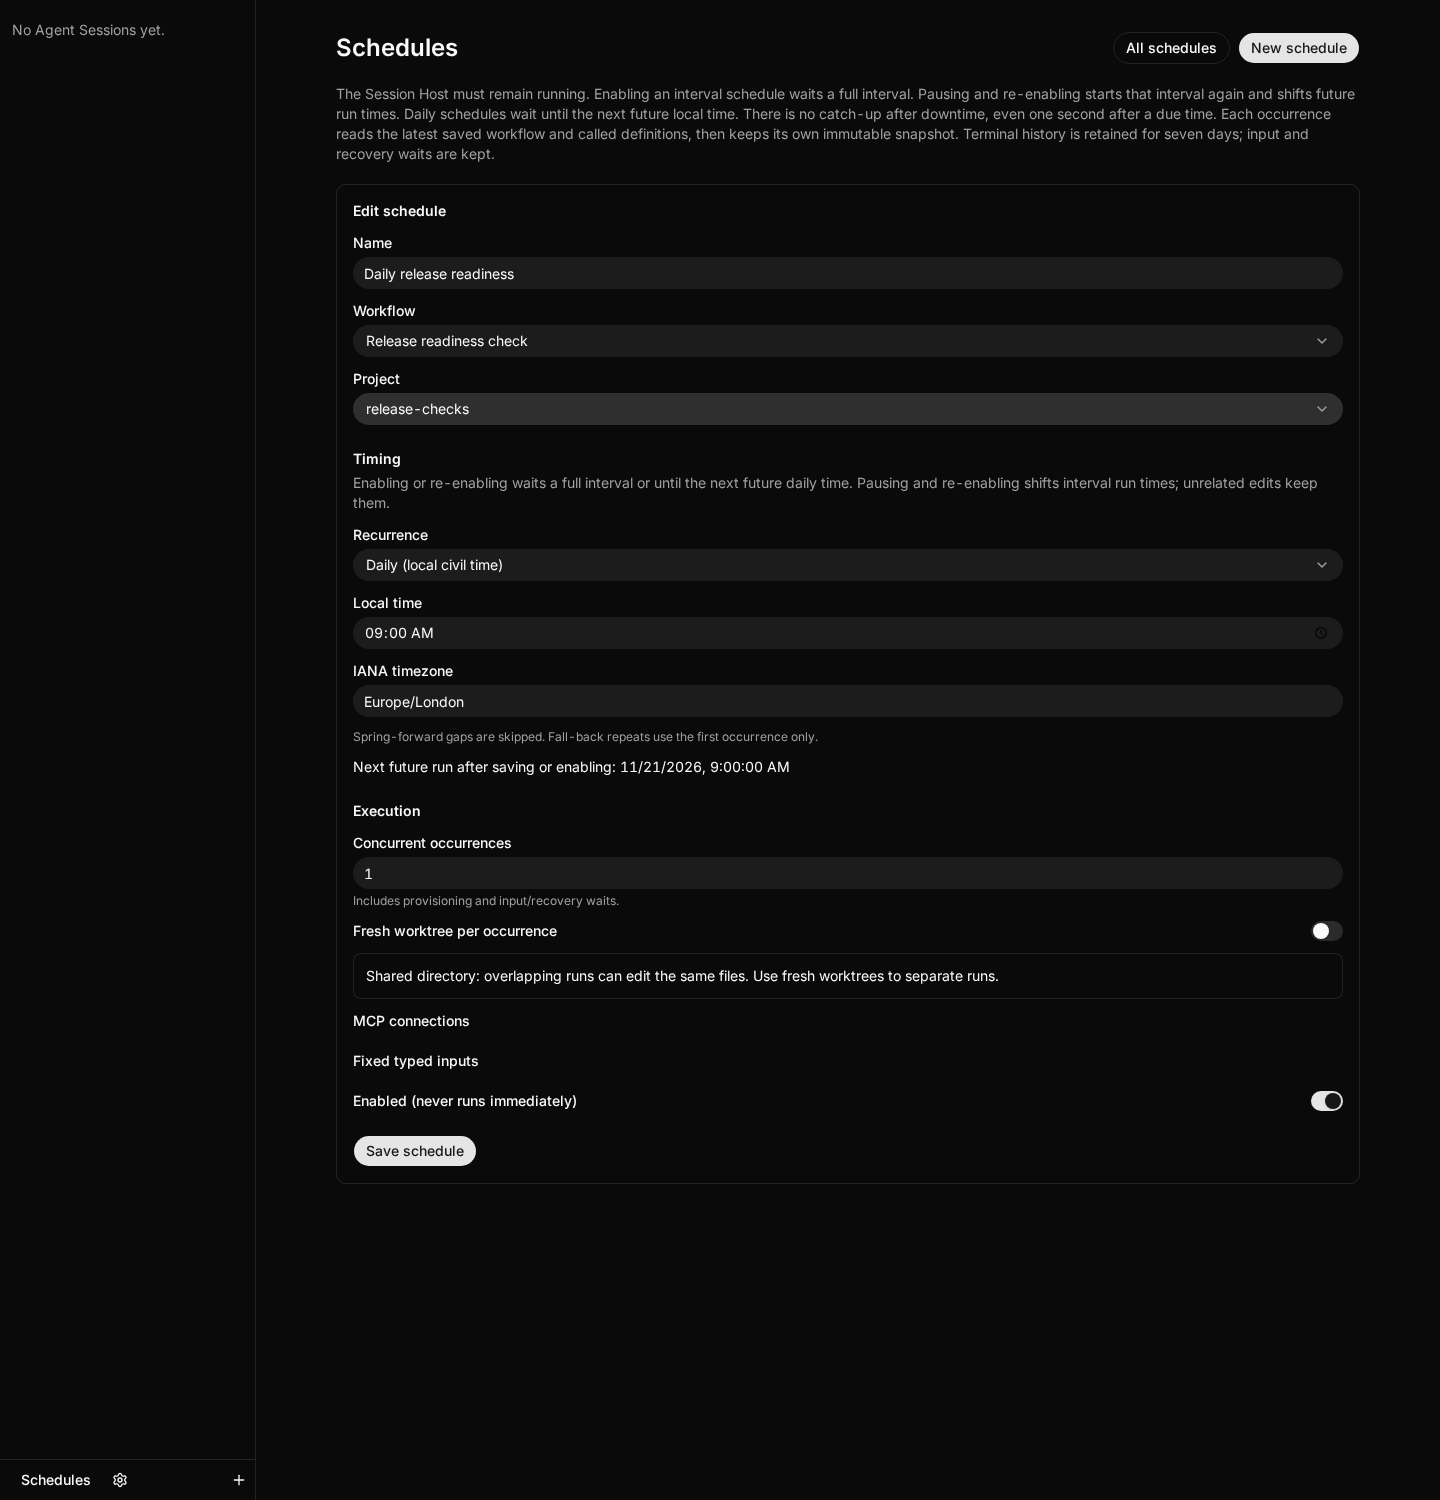 No Agent Sessions yet.
Schedules
All schedules
New schedule
The Session Host must remain running. Enabling an interval schedule waits a full interval. Pausing and re-enabling starts that interval again and shifts future
run times. Daily schedules wait until the next future local time. There is no catch-up after downtime, even one second after a due time. Each occurrence
reads the latest saved workflow and called definitions, then keeps its own immutable snapshot. Terminal history is retained for seven days; input and
recovery waits are kept.
Edit schedule
Name
Daily release readiness
Workflow
Release readiness check
Project
release-checks
Timing
Enabling or re-enabling waits a full interval or until the next future daily time. Pausing and re-enabling shifts interval run times; unrelated edits keep
them.
Recurrence
Daily (local civil time)
Local time
09:00 AM
IANA timezone
Europe/London
Spring-forward gaps are skipped. Fall-back repeats use the first occurrence only.
Next future run after saving or enabling: 11/21/2026, 9:00:00 AM
Execution
Concurrent occurrences
1
Includes provisioning and input/recovery waits.
Fresh worktree per occurrence
Shared directory: overlapping runs can edit the same files. Use fresh worktrees to separate runs.
MCP connections
Fixed typed inputs
Enabled (never runs immediately)
Save schedule
Schedules